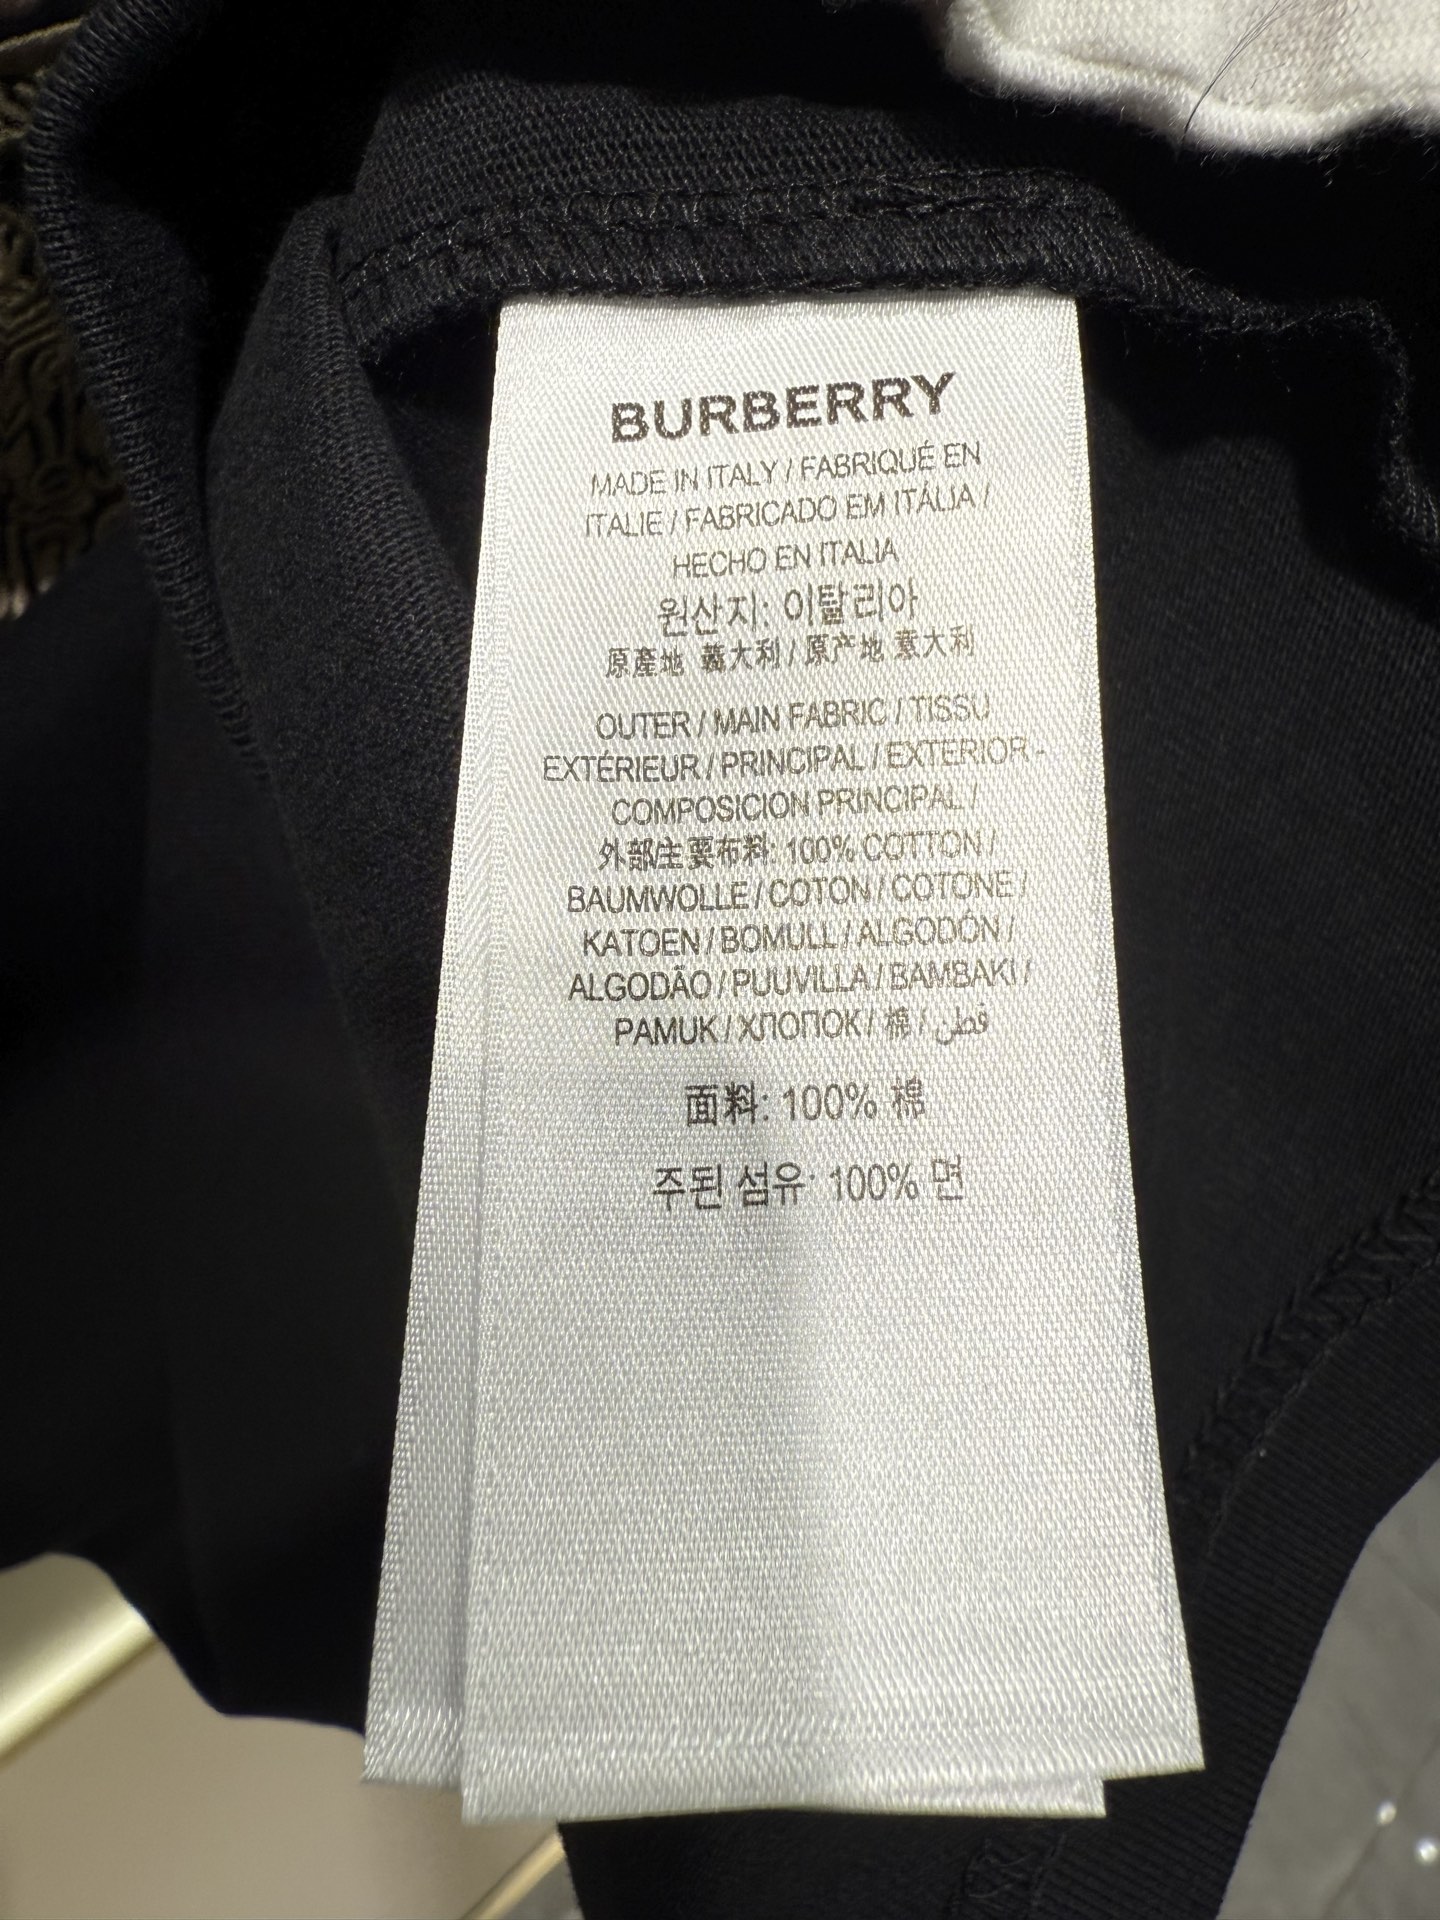 BURBERRY
MADE IN ITALY / FABRIQUÉ EN
ITALIE / FABRICADO EM ITÁLIA /
HECHO EN ITALIA
원산지: 이탈리아
原產地 義大利 / 原产地 意大利
OUTER / MAIN FABRIC / TISSU
EXTÉRIEUR / PRINCIPAL / EXTERIOR -
COMPOSICION PRINCIPAL /
外部/主要布料: 100% COTTON /
BAUMWOLLE / COTON / COTONE /
KATOEN / BOMULL / ALGODÓN /
ALGODÃO / PUUVILLA / BAMBAKI /
PAMUK / ХЛОПОК / 棉 / قطن
面料: 100% 棉
주된 섬유: 100% 면